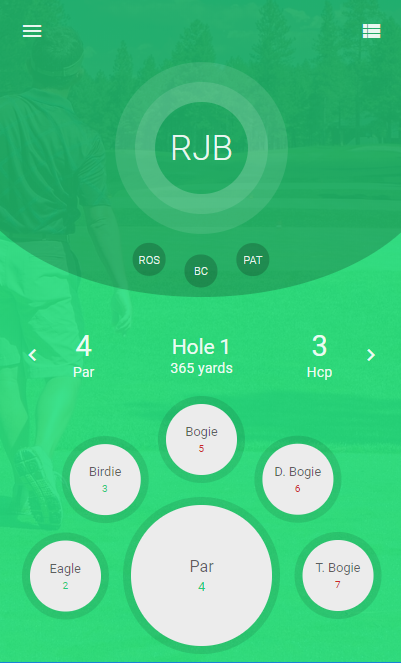 RJB
ROS
BC
PAT
4
Par
Hole 1
365 yards
3
Hcp
Bogie
5
Birdie
3
D. Bogie
6
Eagle
2
Par
4
T. Bogie
7